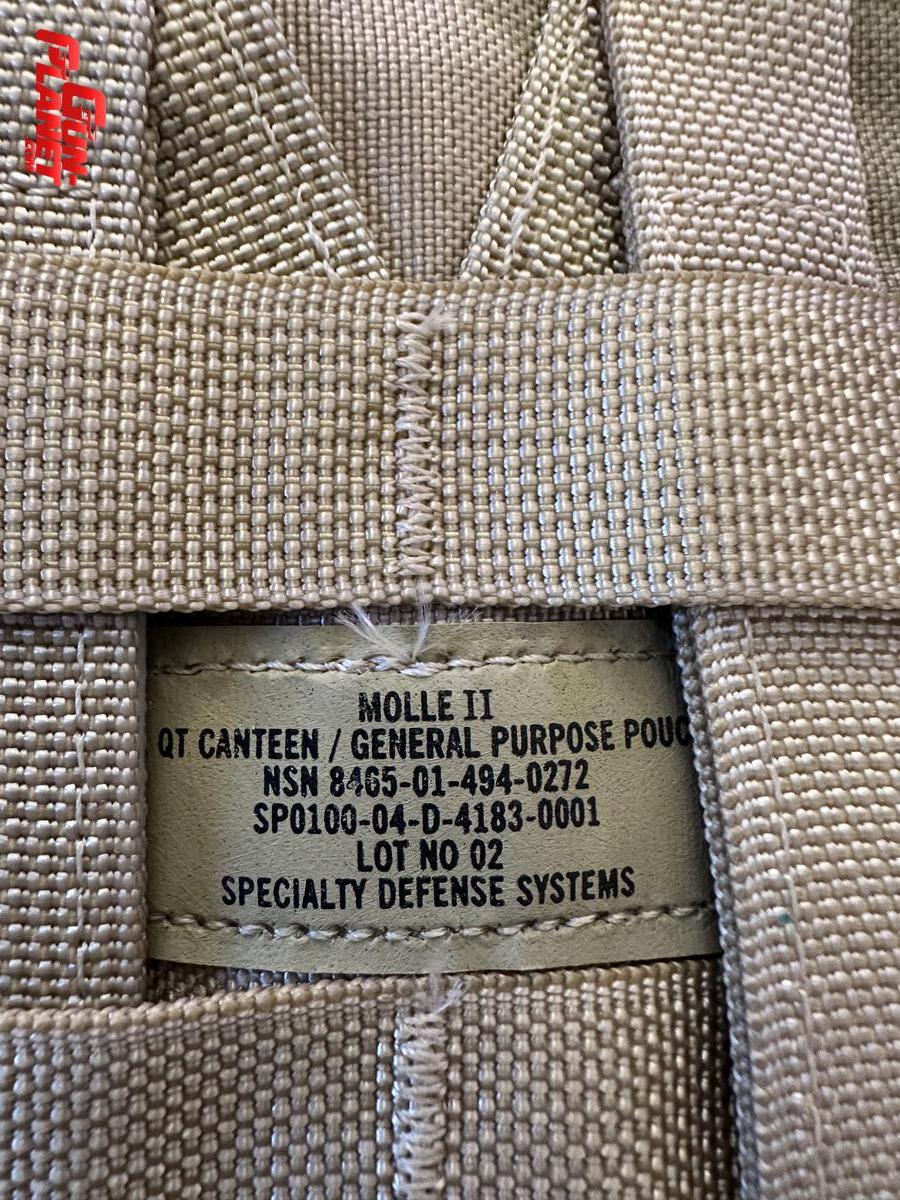 GUN
PLANET
MOLLE II
QT CANTEEN / GENERAL PURPOSE POUC
NSN 8465-01-494-0272
SP0100-04-D-4183-0001
LOT NO 02
SPECIALTY DEFENSE SYSTEMS